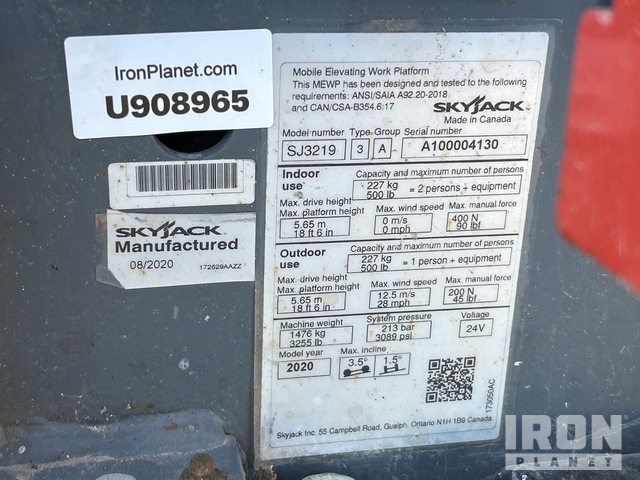 IronPlanet.com
U908965
SKYJACK
Manufactured
08/2020
172629AAZZ
Mobile Elevating Work Platform
This MEWP has been designed and tested to the following
requirements: ANSI/SAIA A92.20-2018
and CAN/CSA-B354.6:17
SKYJACK
Made in Canada
Model number Type Group Serial number
SJ3219 3 A A100004130
Indoor use
Capacity and maximum number of persons
227 kg
500 lb = 2 persons + equipment
Max. drive height
Max. platform height Max. wind speed Max. manual force
5.65 m 0 m/s 400 N
18 ft 6 in 0 mph 90 lbf
Outdoor use
Capacity and maximum number of persons
227 kg
500 lb = 1 person + equipment
Max. drive height
Max. platform height Max. wind speed Max. manual force
5.65 m 12.5 m/s 200 N
18 ft 6 in 28 mph 45 lbf
Machine weight System pressure Voltage
1476 kg 213 bar 24V
3255 lb 3089 psi
Model year Max. incline
2020 3.5° 1.5°
173050AC
Skyjack Inc. 55 Campbell Road, Guelph, Ontario N1H 1B9 Canada
IRON
PLANET